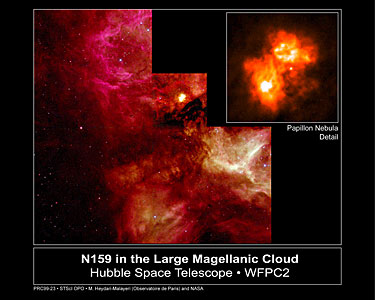 Papillon Nebula
Detail
N159 in the Large Magellanic Cloud
Hubble Space Telescope • WFPC2
PRC99-23 • STScI OPO • M. Heydari-Malayeri (Observatoire de Paris) and NASA